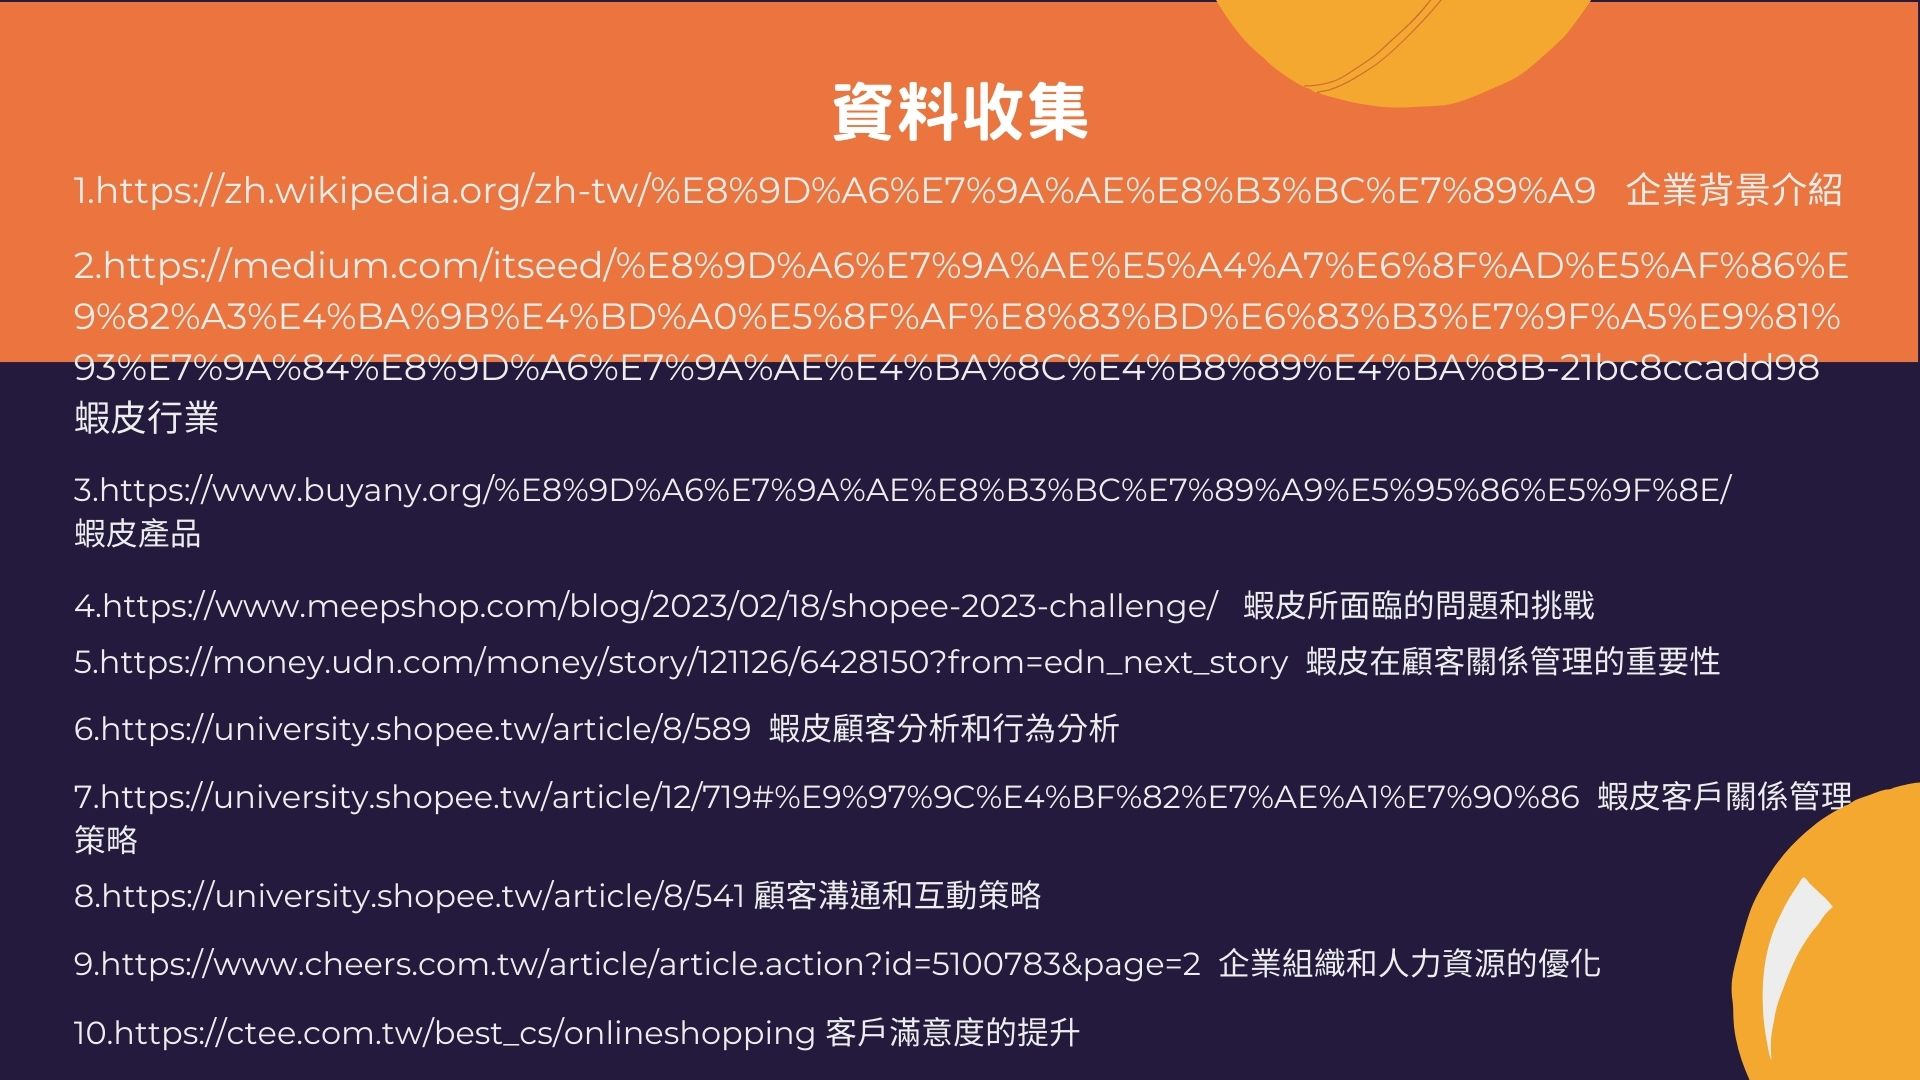 資料收集
1.https://zh.wikipedia.org/zh-tw/%E8%9D%A6%E7%9A%AE%E8%B3%BC%E7%89%A9 企業背景介紹
2.https://medium.com/itseed/%E8%9D%A6%E7%9A%AE%E5%A4%A7%E6%8F%AD%E5%AF%86%E
9%82%A3%E4%BA%9B%E4%BD%A0%E5%8F%AF%E8%83%BD%E6%83%B3%E7%9F%A5%E9%81%
93%E7%9A%84%E8%9D%A6%E7%9A%AE%E4%BA%8C%E4%B8%89%E4%BA%8B-21bc8ccadd98
蝦皮行業
3.https://www.buyany.org/%E8%9D%A6%E7%9A%AE%E8%B3%BC%E7%89%A9%E5%95%86%E5%9F%8E/
蝦皮產品
4.https://www.meepshop.com/blog/2023/02/18/shopee-2023-challenge/ 蝦皮所面臨的問題和挑戰
5.https://money.udn.com/money/story/121126/6428150?from=edn_next_story 蝦皮在顧客關係管理的重要性
6.https://university.shopee.tw/article/8/589 蝦皮顧客分析和行為分析
7.https://university.shopee.tw/article/12/719#%E9%97%9C%E4%BF%82%E7%AE%A1%E7%90%86 蝦皮客戶關係管理
策略
8.https://university.shopee.tw/article/8/541 顧客溝通和互動策略
9.https://www.cheers.com.tw/article/article.action?id=5100783&page=2 企業組織和人力資源的優化
10.https://ctee.com.tw/best_cs/onlineshopping 客戶滿意度的提升